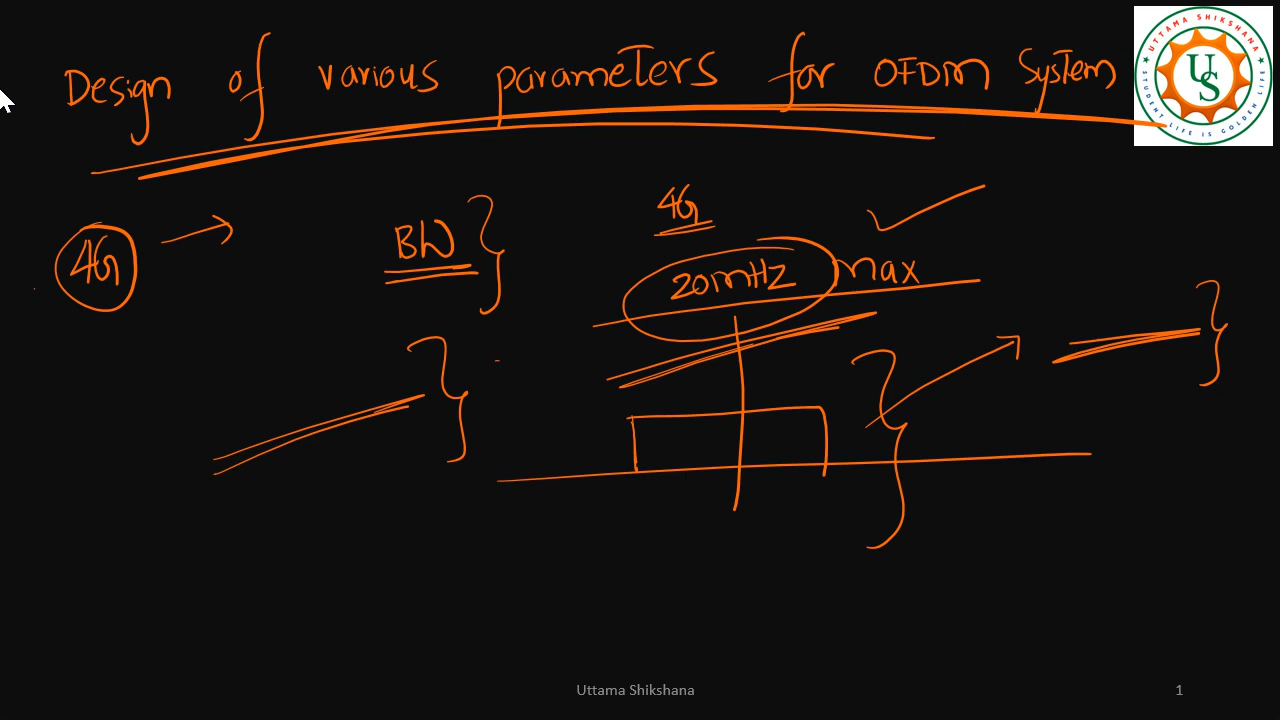 Design of various parameters for OFDM System
UTTAMA SHIKSHANA
US
STUDENT LIFE IS GOLDEN LIFE
4G
4G → BW
20MHz max
Uttama Shikshana
1